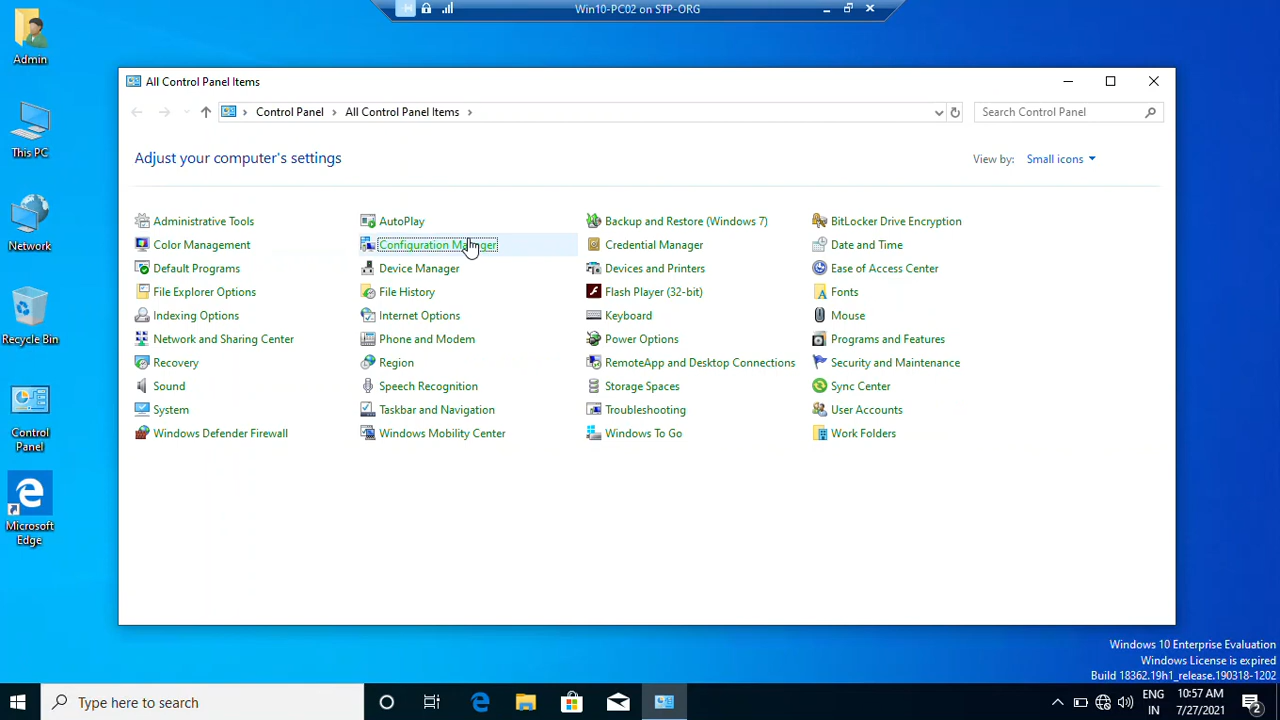 Win10-PC02 on STP-ORG
Admin
This PC
Network
Recycle Bin
Control
Panel
Microsoft
Edge
All Control Panel Items
Control Panel
All Control Panel Items
Search Control Panel
Adjust your computer's settings
View by: Small icons
Administrative Tools
AutoPlay
Backup and Restore (Windows 7)
BitLocker Drive Encryption
Color Management
Configuration Manager
Credential Manager
Date and Time
Default Programs
Device Manager
Devices and Printers
Ease of Access Center
File Explorer Options
File History
Flash Player (32-bit)
Fonts
Indexing Options
Internet Options
Keyboard
Mouse
Network and Sharing Center
Phone and Modem
Power Options
Programs and Features
Recovery
Region
RemoteApp and Desktop Connections
Security and Maintenance
Sound
Speech Recognition
Storage Spaces
Sync Center
System
Taskbar and Navigation
Troubleshooting
User Accounts
Windows Defender Firewall
Windows Mobility Center
Windows To Go
Work Folders
Windows 10 Enterprise Evaluation
Windows License is expired
Build 18362.19h1_release.190318-1202
Type here to search
ENG
IN
10:57 AM
7/27/2021
2